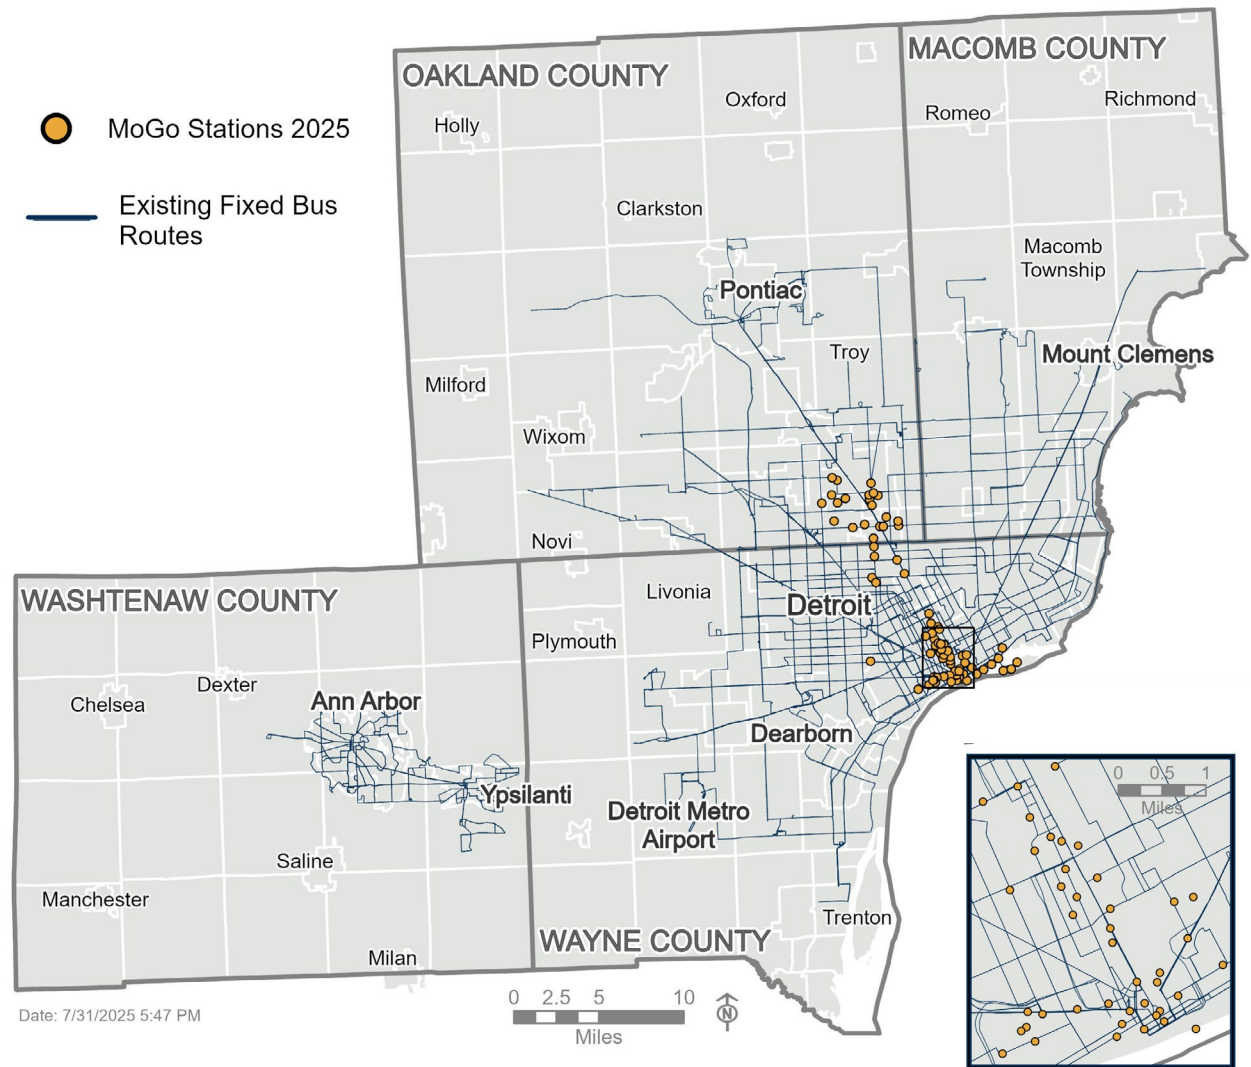 OAKLAND COUNTY
MACOMB COUNTY
Oxford
Richmond
Romeo
Holly
MoGo Stations 2025
Existing Fixed Bus
Routes
Clarkston
Macomb
Township
Pontiac
Troy
Mount Clemens
Milford
Wixom
Novi
WASHTENAW COUNTY
Livonia
Detroit
Plymouth
Dexter
Chelsea
Ann Arbor
Dearborn
Ypsilanti
Detroit Metro
Airport
Saline
Manchester
Trenton
WAYNE COUNTY
Milan
0 0.5 1
Miles
0 2.5 5 10
Miles
N
Date: 7/31/2025 5:47 PM